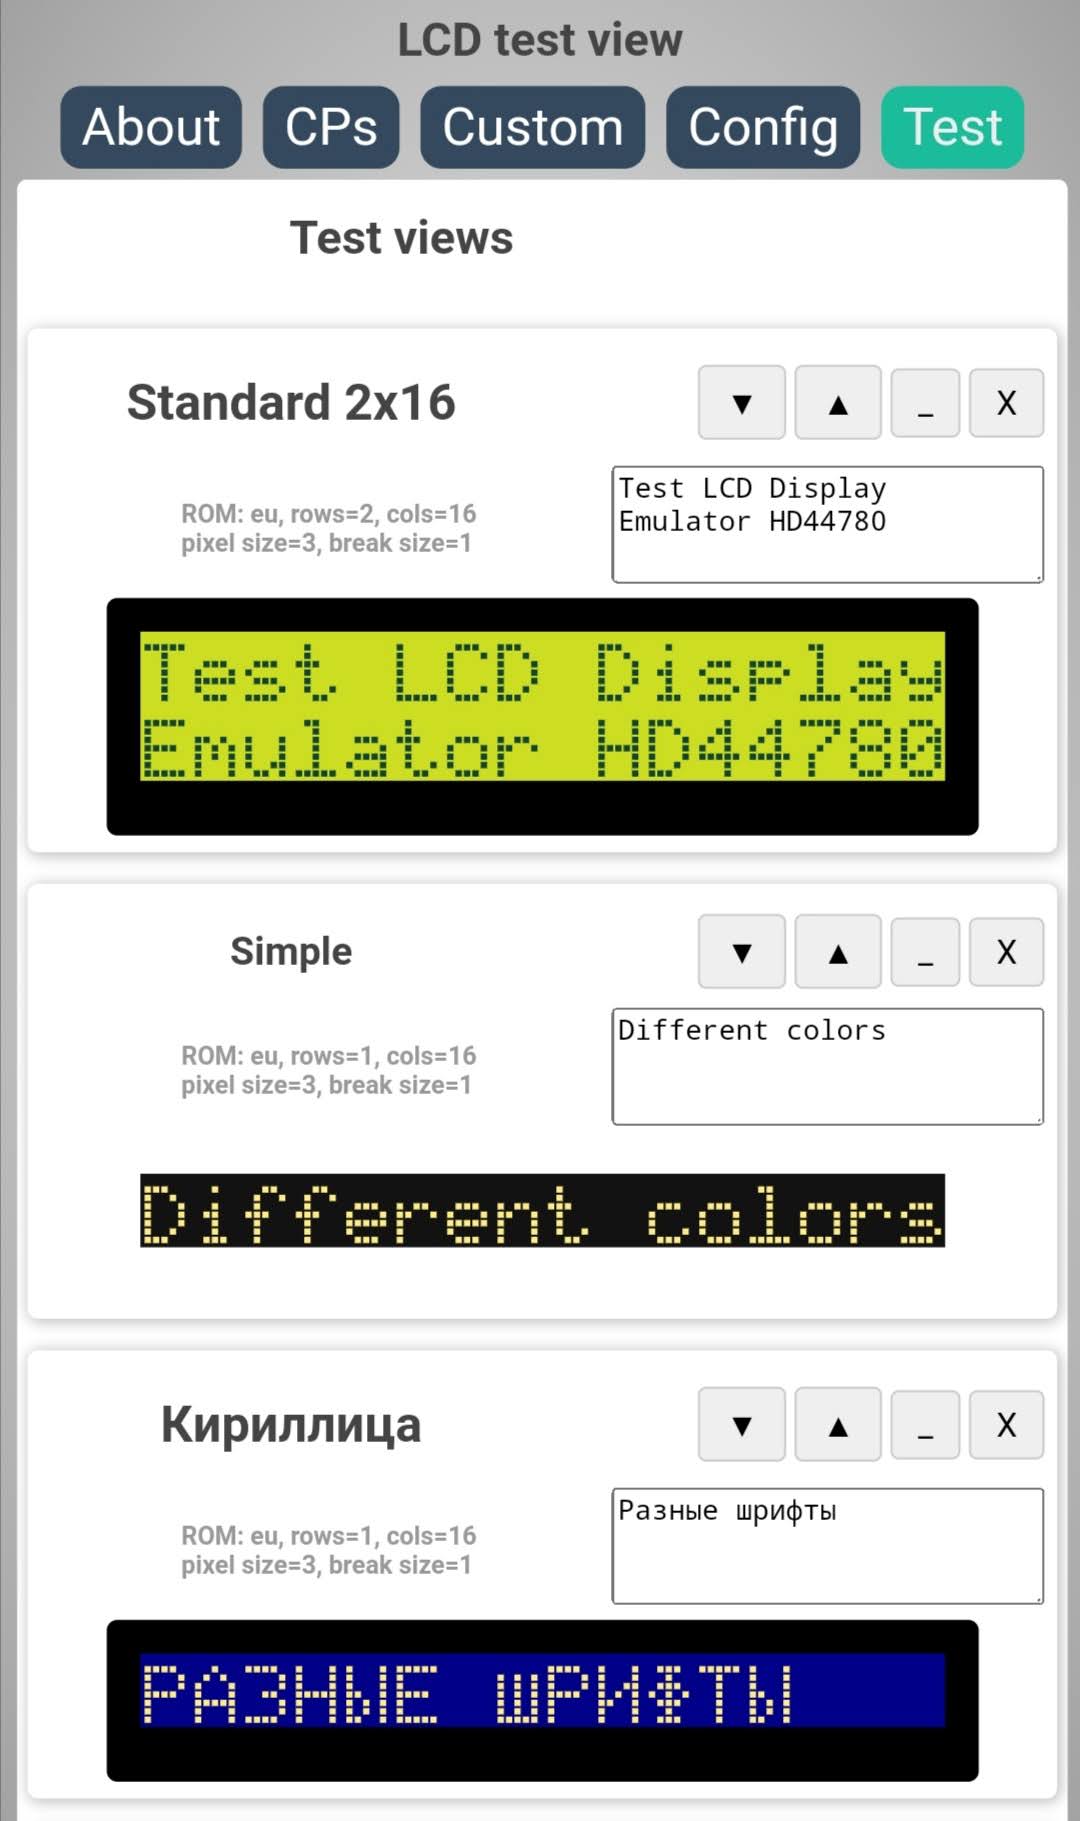 LCD test view
About CPs Custom Config Test
Test views
Standard 2x16
▼ ▲ _ X
ROM: eu, rows=2, cols=16
pixel size=3, break size=1
Test LCD Display
Emulator HD44780
Test LCD Display
Emulator HD44780
Simple
▼ ▲ _ X
ROM: eu, rows=1, cols=16
pixel size=3, break size=1
Different colors
Different colors
Кириллица
▼ ▲ _ X
ROM: eu, rows=1, cols=16
pixel size=3, break size=1
Разные шрифты
РАЗНЫЕ ШРИФТЫ